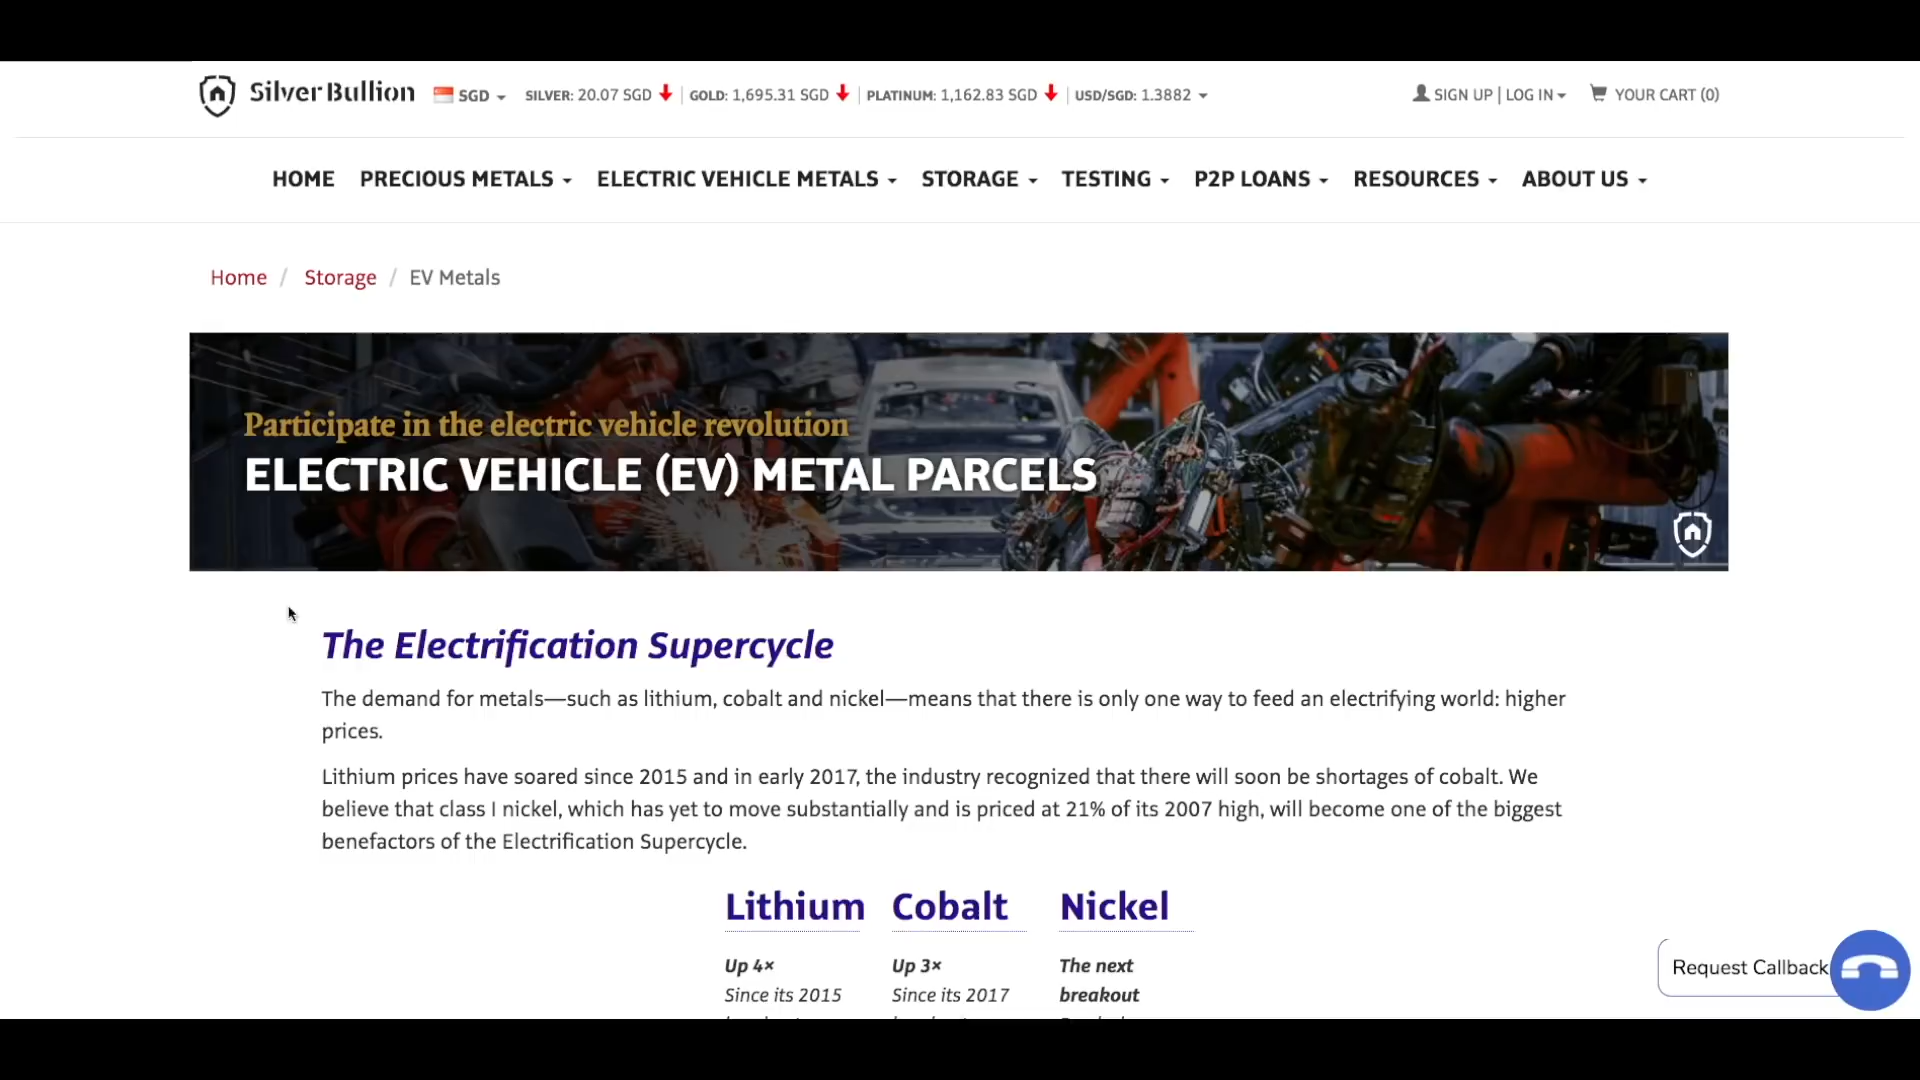 Silver Bullion SGD SILVER: 20.07 SGD GOLD: 1,695.31 SGD PLATINUM: 1,162.83 SGD USD/SGD: 1.3882 SIGN UP | LOG IN YOUR CART (0)
HOME PRECIOUS METALS ELECTRIC VEHICLE METALS STORAGE TESTING P2P LOANS RESOURCES ABOUT US
Home / Storage / EV Metals
Participate in the electric vehicle revolution
ELECTRIC VEHICLE (EV) METAL PARCELS
The Electrification Supercycle
The demand for metals—such as lithium, cobalt and nickel—means that there is only one way to feed an electrifying world: higher
prices.
Lithium prices have soared since 2015 and in early 2017, the industry recognized that there will soon be shortages of cobalt. We
believe that class I nickel, which has yet to move substantially and is priced at 21% of its 2007 high, will become one of the biggest
benefactors of the Electrification Supercycle.
Lithium Cobalt Nickel
Up 4× Up 3× The next
Since its 2015 Since its 2017 breakout
Request Callback